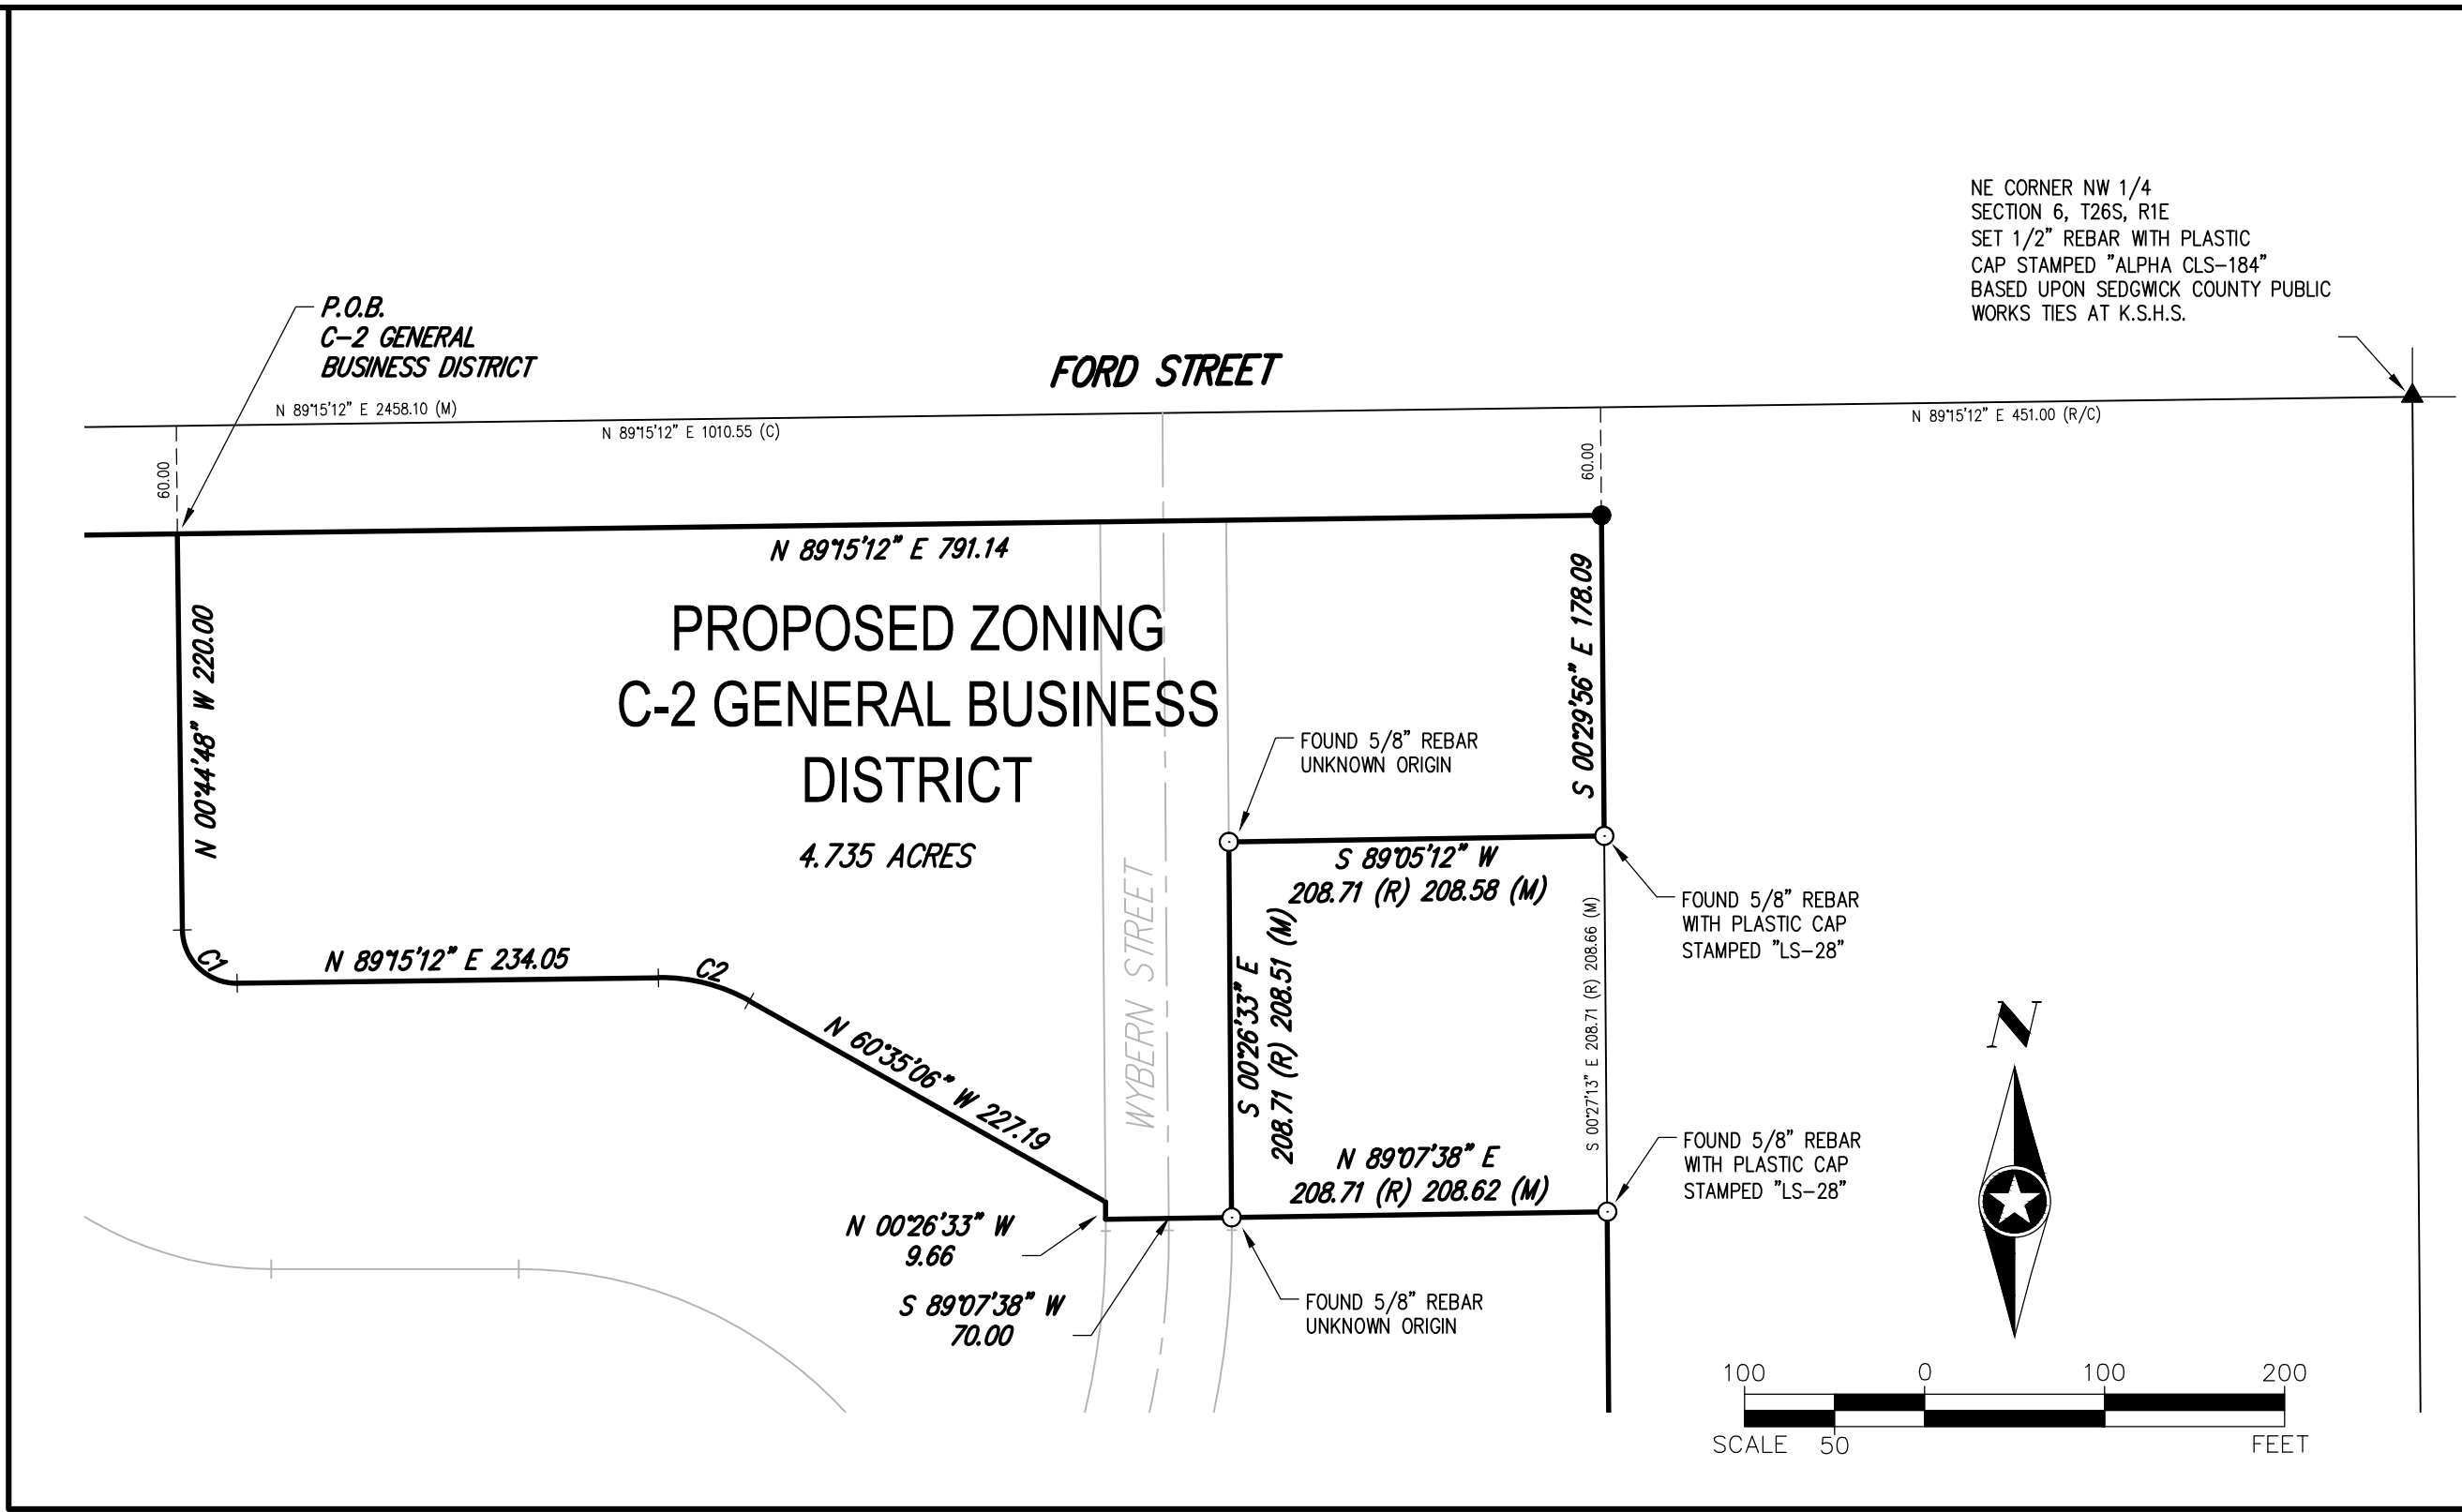 NE CORNER NW 1/4
SECTION 6, T26S, R1E
SET 1/2" REBAR WITH PLASTIC
CAP STAMPED "ALPHA CLS-184"
BASED UPON SEDGWICK COUNTY PUBLIC
WORKS TIES AT K.S.H.S.
P.O.B.
C-2 GENERAL
BUSINESS DISTRICT
FORD STREET
N 89°15'12" E 2458.10 (M)
N 89°15'12" E 1010.55 (C)
N 89°15'12" E 451.00 (R/C)
60.00
60.00
N 89°15'12" E 791.14
PROPOSED ZONING
C-2 GENERAL BUSINESS
DISTRICT
4.735 ACRES
N 00°44'48" W 220.00
S 00°29'56" E 178.09
FOUND 5/8" REBAR
UNKNOWN ORIGIN
S 89°05'12" W
208.71 (R) 208.58 (M)
FOUND 5/8" REBAR
WITH PLASTIC CAP
STAMPED "LS-28"
C1
N 89°15'12" E 234.05
C2
N 60°35'06" W 227.19
WYBERN STREET
S 00°26'33" E
208.71 (R) 208.51 (M)
S 00°27'13" E 208.71 (R) 208.66 (M)
N 89°07'38" E
208.71 (R) 208.62 (M)
FOUND 5/8" REBAR
WITH PLASTIC CAP
STAMPED "LS-28"
N 00°26'33" W
9.66
S 89°07'38" W
70.00
FOUND 5/8" REBAR
UNKNOWN ORIGIN
N
100 0 100 200
SCALE 50 FEET